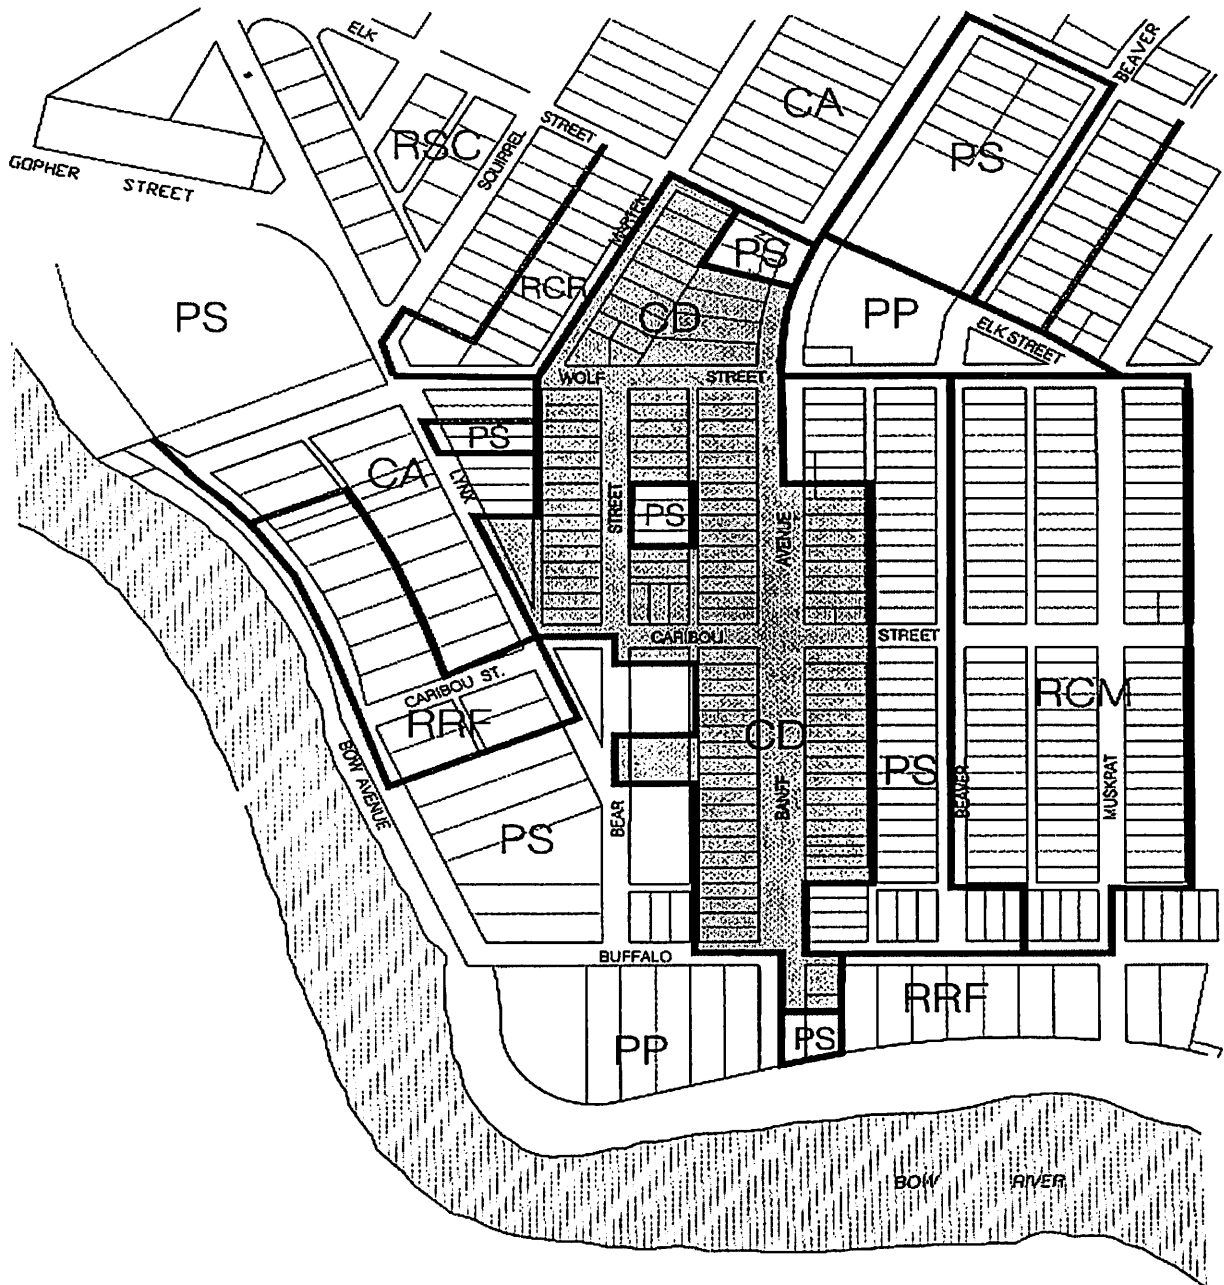 ELK
BEAVER
STREET
CA
RSC
SQUIRREL
PS
GOPHER STREET
MARTEN
PS
RCR
PS
CD
PP
ELK STREET
WOLF STREET
PS
CA
LYNX
STREET
PS
AVENUE
CARIBOU STREET
CARIBOU ST.
RRF
CD
RCM
PS
BOW AVENUE
BEAR
BANFF
BEAVER
MUSKRAT
PS
BUFFALO
RRF
PP
PS
BOW RIVER